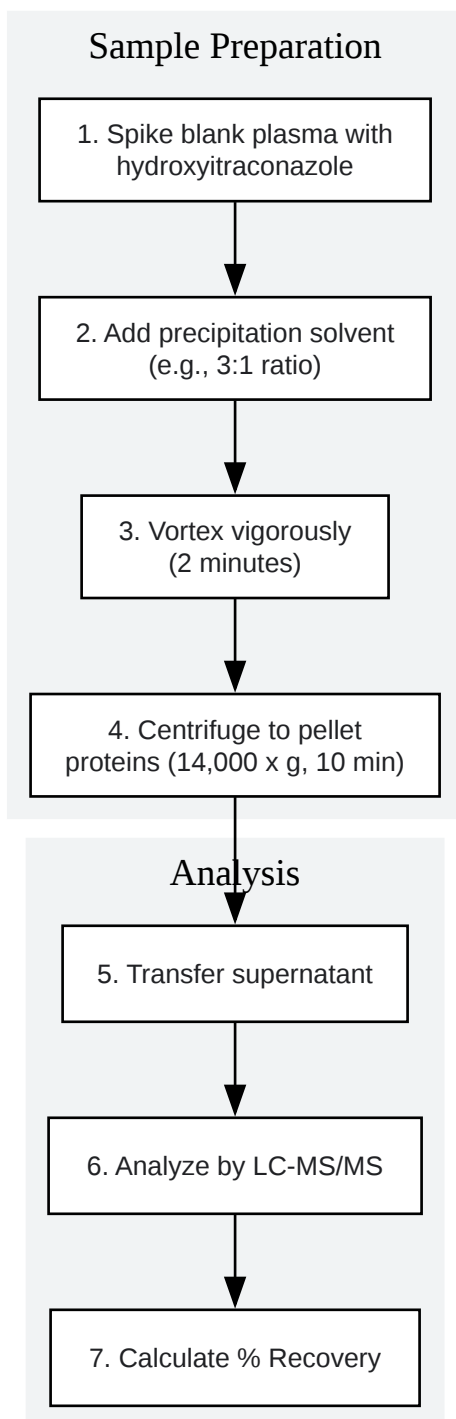 Sample Preparation
1. Spike blank plasma with
hydroxyitraconazole
2. Add precipitation solvent
(e.g., 3:1 ratio)
3. Vortex vigorously
(2 minutes)
4. Centrifuge to pellet
proteins (14,000 x g, 10 min)
Analysis
5. Transfer supernatant
6. Analyze by LC-MS/MS
7. Calculate % Recovery